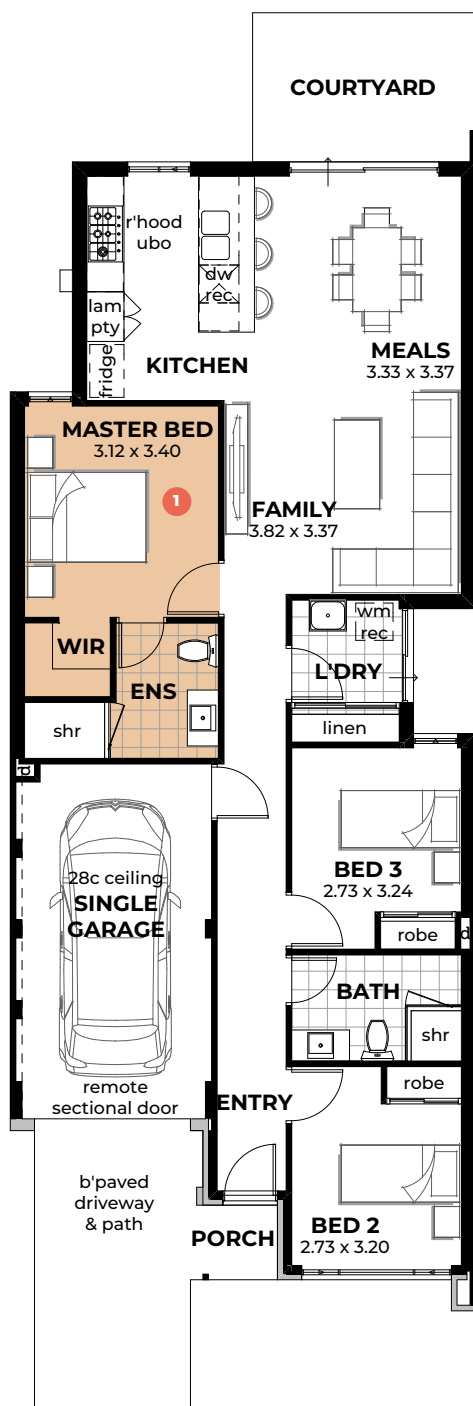 COURTYARD
r'hood
ubo
dw
rec
lam
pty
fridge
KITCHEN
MEALS
3.33 x 3.37
MASTER BED
3.12 x 3.40
1
FAMILY
3.82 x 3.37
WIR
ENS
shr
wm
rec
L'DRY
linen
d
28c ceiling
SINGLE
GARAGE
remote
sectional door
BED 3
2.73 x 3.24
robe
d
BATH
shr
robe
ENTRY
b'paved
driveway
& path
PORCH
BED 2
2.73 x 3.20